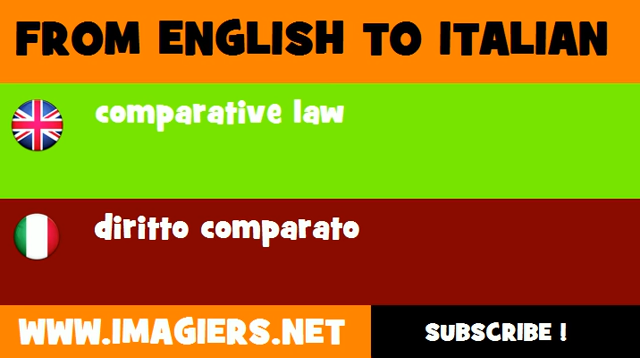 FROM ENGLISH TO ITALIAN
comparative law
diritto comparato
WWW.IMAGIERS.NET
SUBSCRIBE !